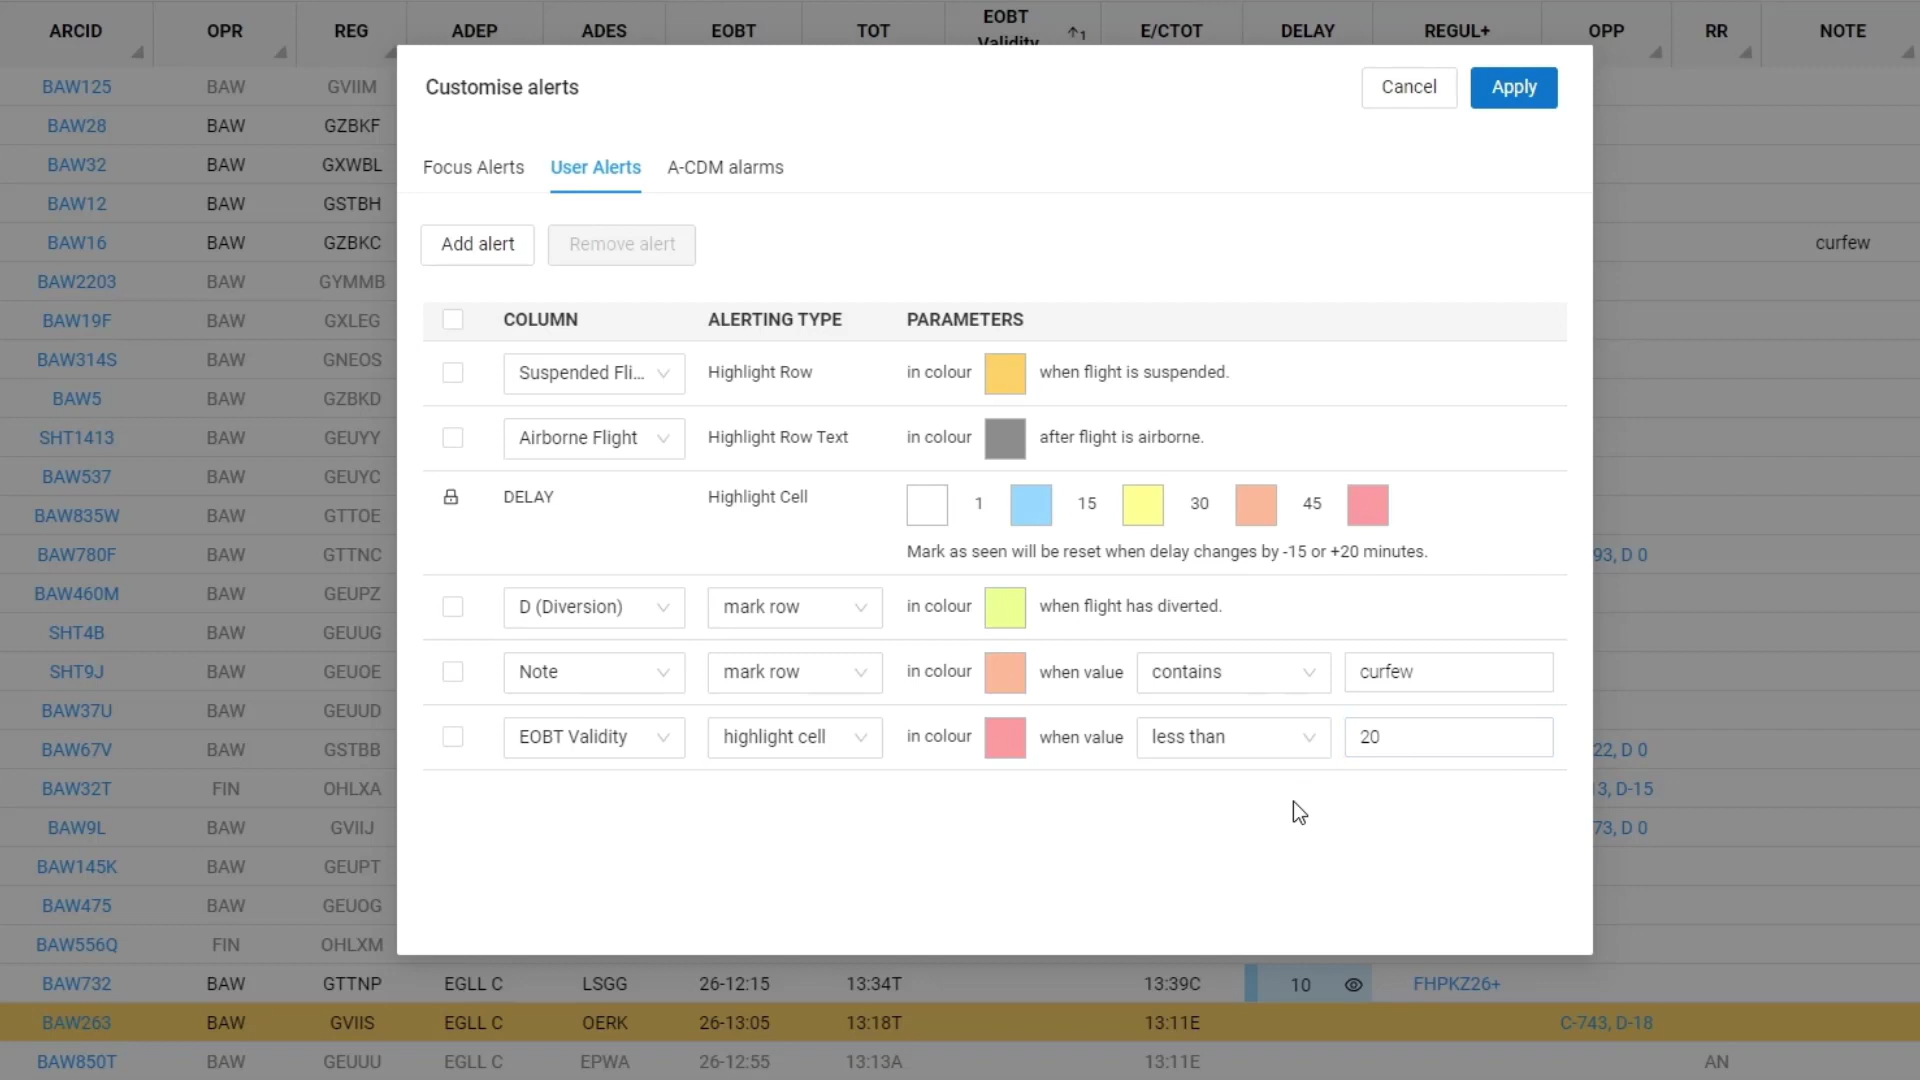 ARCID OPR REG ADEP ADES EOBT TOT EOBT Validity ↑1 E/CTOT DELAY REGUL+ OPP RR NOTE
Customise alerts Cancel Apply
Focus Alerts User Alerts A-CDM alarms
Add alert Remove alert
COLUMN ALERTING TYPE PARAMETERS
Suspended Fli... Highlight Row in colour when flight is suspended.
Airborne Flight Highlight Row Text in colour after flight is airborne.
DELAY Highlight Cell 1 15 30 45
Mark as seen will be reset when delay changes by -15 or +20 minutes.
D (Diversion) mark row in colour when flight has diverted.
Note mark row in colour when value contains curfew
EOBT Validity highlight cell in colour when value less than 20
BAW125 BAW GVIIM
BAW28 BAW GZBKF
BAW32 BAW GXWBL
BAW12 BAW GSTBH
BAW16 BAW GZBKC curfew
BAW2203 BAW GYMMB
BAW19F BAW GXLEG
BAW314S BAW GNEOS
BAW5 BAW GZBKD
SHT1413 BAW GEUYY
BAW537 BAW GEUYC
BAW835W BAW GTTOE
BAW780F BAW GTTNC 93, D 0
BAW460M BAW GEUPZ
SHT4B BAW GEUUG
SHT9J BAW GEUOE
BAW37U BAW GEUUD
BAW67V BAW GSTBB 22, D 0
BAW32T FIN OHLXA 13, D-15
BAW9L BAW GVIIJ 73, D 0
BAW145K BAW GEUPT
BAW475 BAW GEUOG
BAW556Q FIN OHLXM
BAW732 BAW GTTNP EGLL C LSGG 26-12:15 13:34T 13:39C 10 FHPKZ26+
BAW263 BAW GVIIS EGLL C OERK 26-13:05 13:18T 13:11E C-743, D-18
BAW850T BAW GEUUU EGLL C EPWA 26-12:55 13:13A 13:11E AN